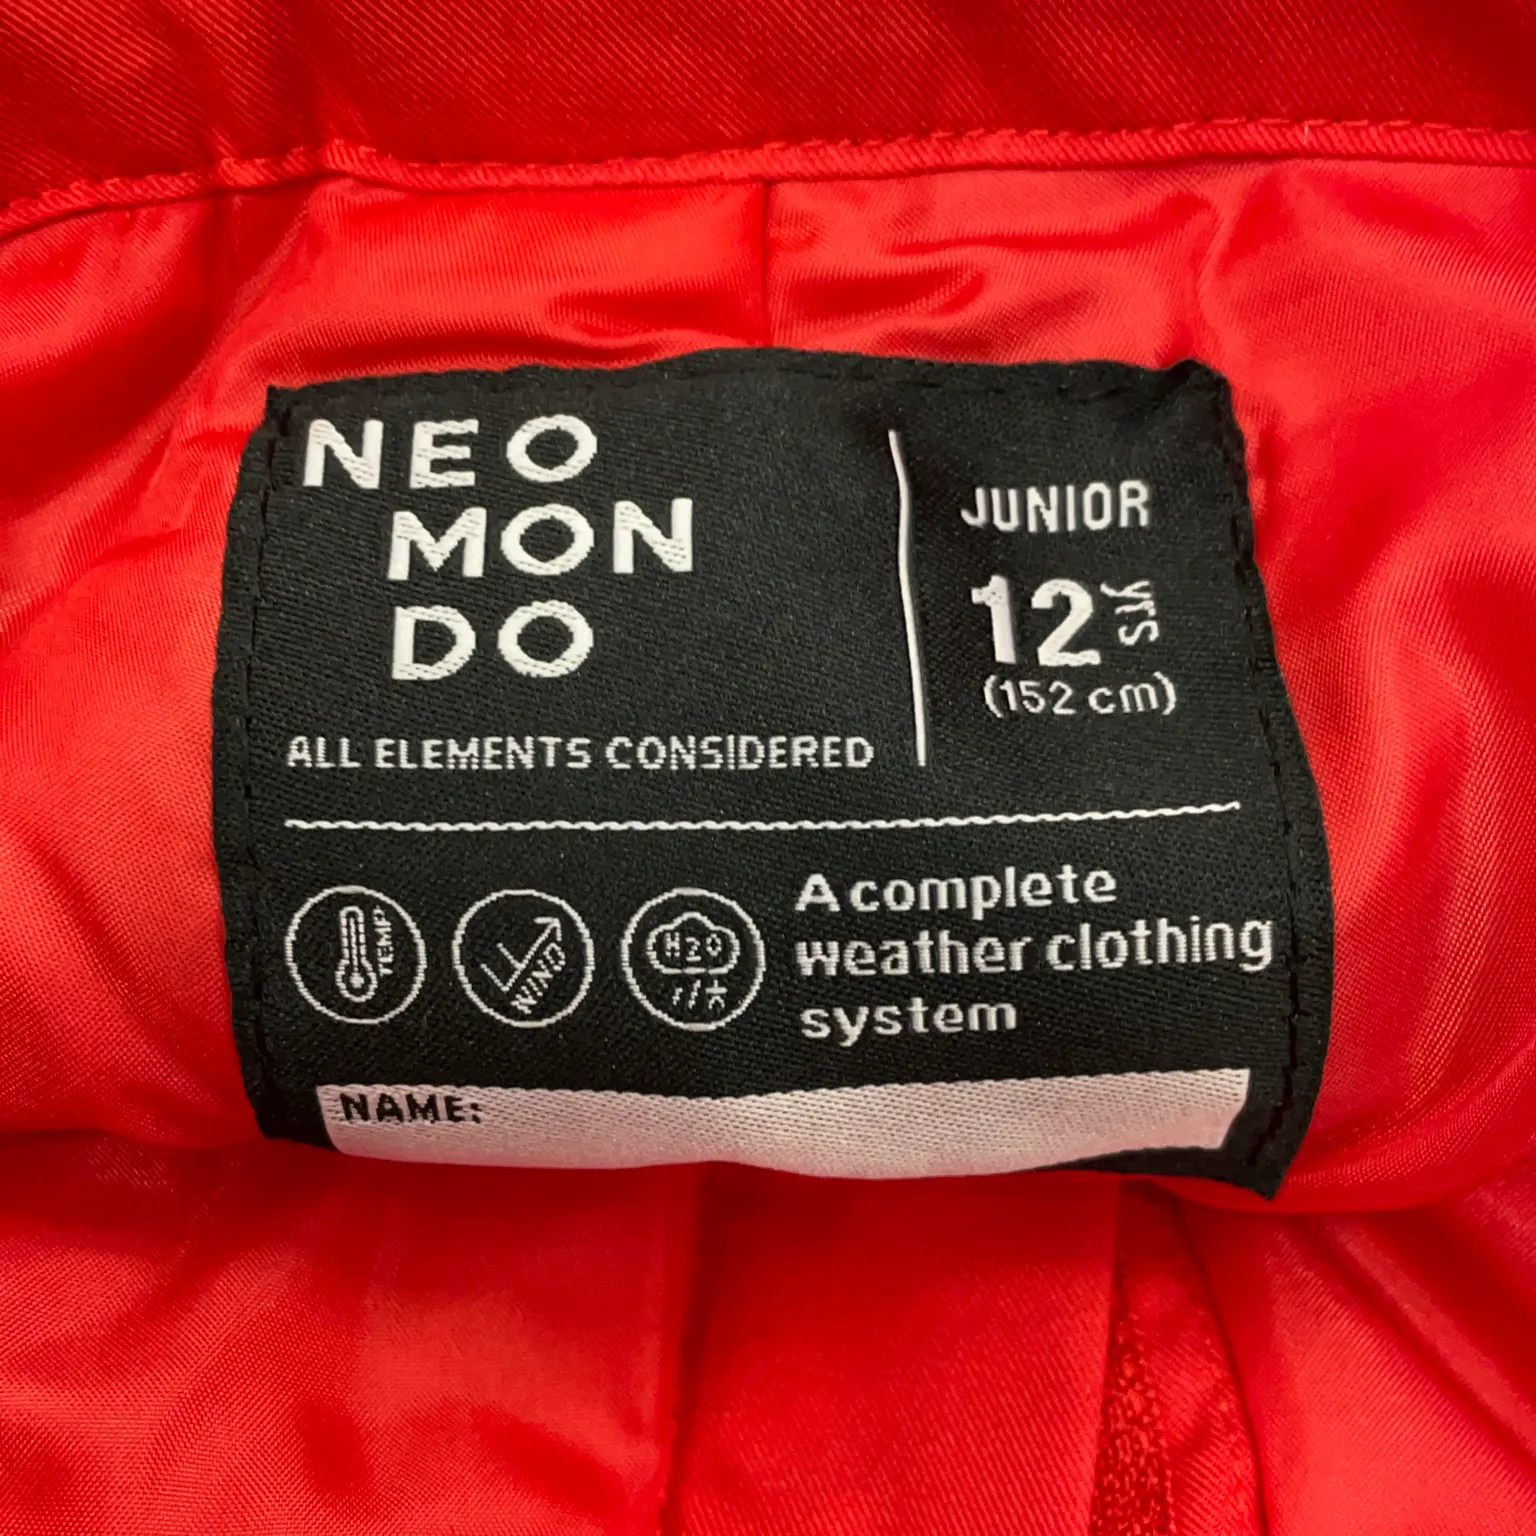 NEO
MON
DO
ALL ELEMENTS CONSIDERED
JUNIOR
12 yrs
(152 cm)
TEMP
WIND
H2O
A complete
weather clothing
system
NAME: